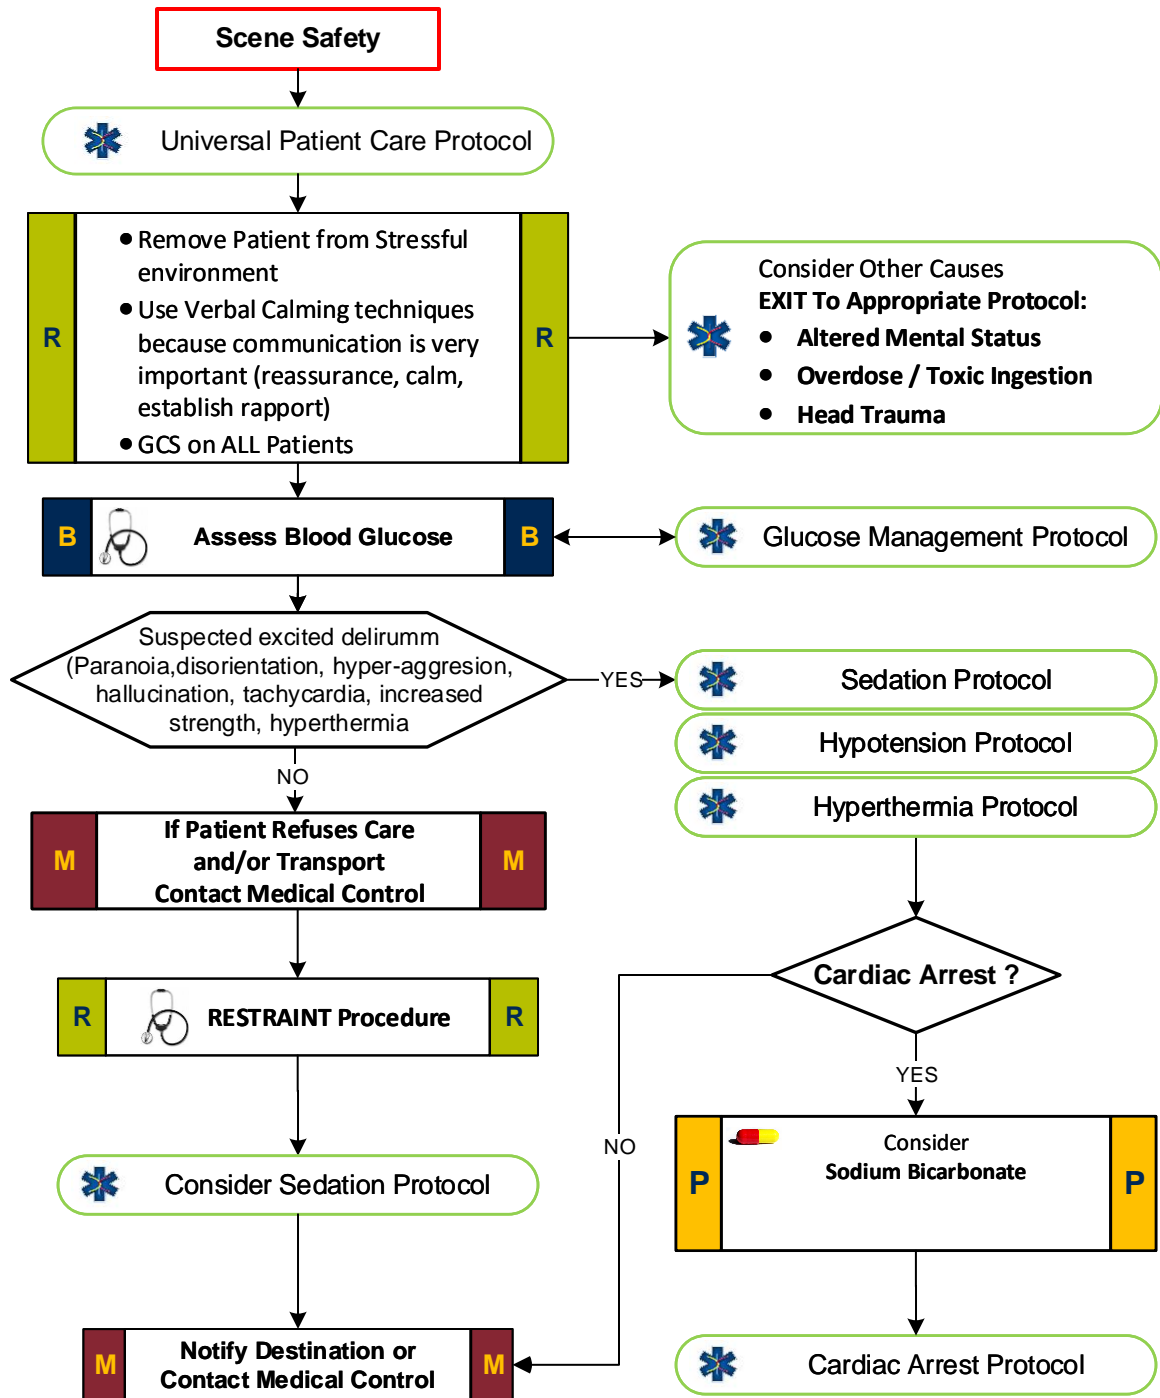 Scene Safety
Universal Patient Care Protocol
R
R
• Remove Patient from Stressful
environment
• Use Verbal Calming techniques
because communication is very
important (reassurance, calm,
establish rapport)
• GCS on ALL Patients
Consider Other Causes
EXIT To Appropriate Protocol:
• Altered Mental Status
• Overdose / Toxic Ingestion
• Head Trauma
B
Assess Blood Glucose
B
Glucose Management Protocol
Suspected excited delirumm
(Paranoia,disorientation, hyper-aggresion,
hallucination, tachycardia, increased
strength, hyperthermia
YES
Sedation Protocol
Hypotension Protocol
Hyperthermia Protocol
NO
M
If Patient Refuses Care
and/or Transport
Contact Medical Control
M
Cardiac Arrest ?
R
RESTRAINT Procedure
R
YES
NO
P
Consider
Sodium Bicarbonate
P
Consider Sedation Protocol
M
Notify Destination or
Contact Medical Control
M
Cardiac Arrest Protocol